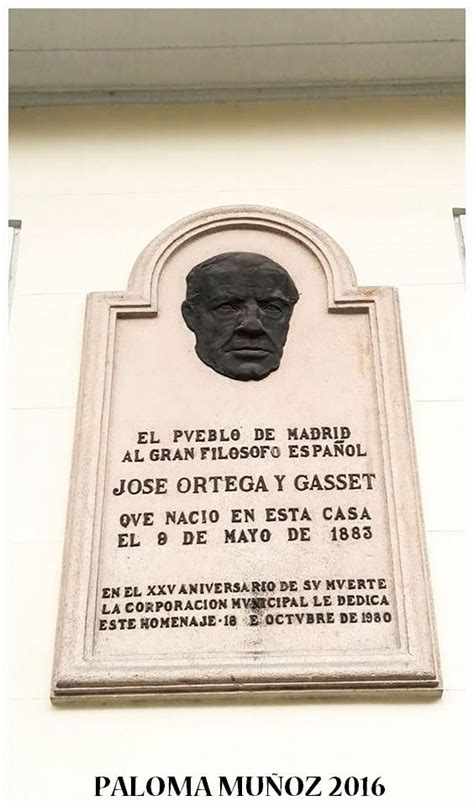 EL PVEBLO DE MADRID
AL GRAN FILOSOFO ESPAÑOL
JOSE ORTEGA Y GASSET
QVE NACIO EN ESTA CASA
EL 9 DE MAYO DE 1883
EN EL XXV ANIVERSARIO DE SV MVERTE
LA CORPORACION MVNICIPAL LE DEDICA
ESTE HOMENAJE·18 E OCTVBRE DE 1980
PALOMA MUÑOZ 2016